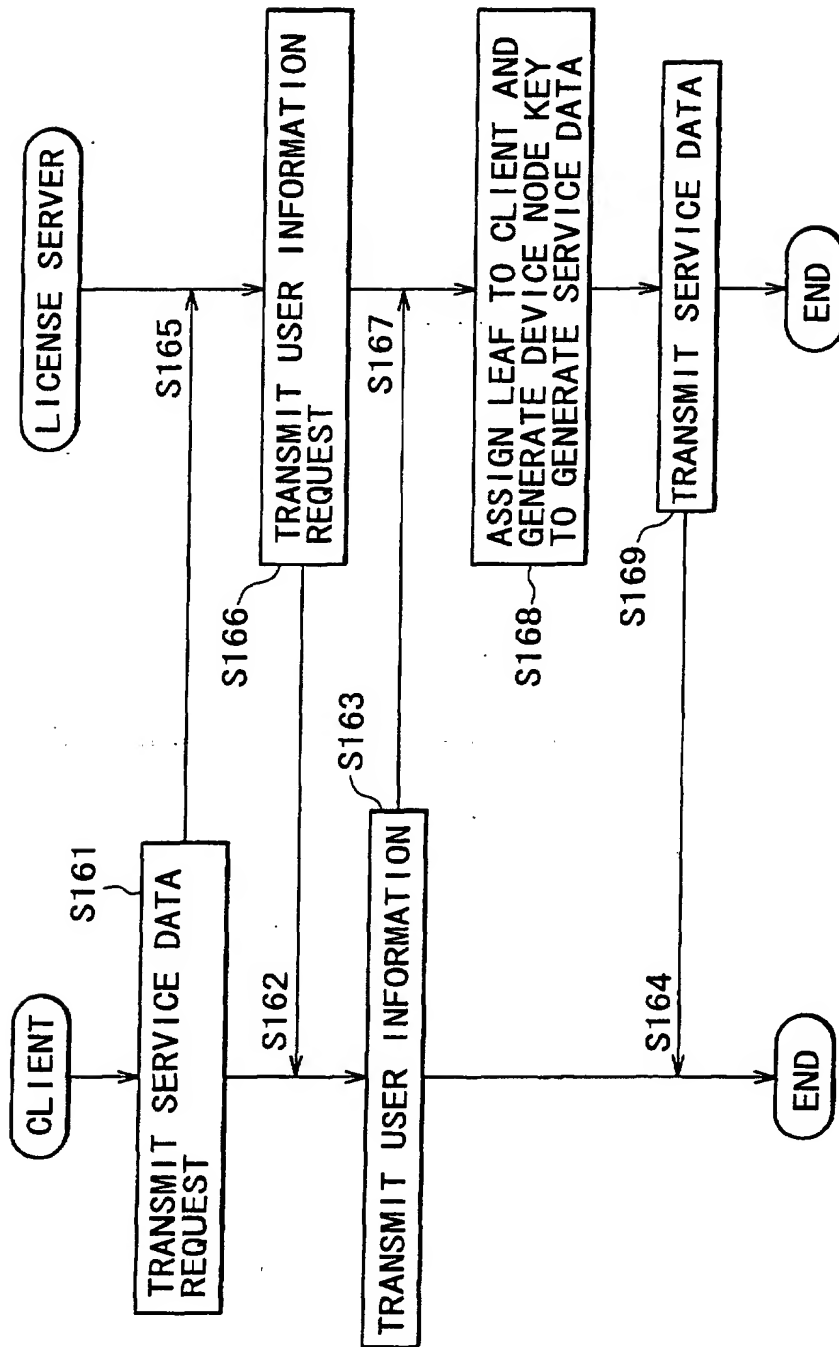 CLIENT
S161
TRANSMIT SERVICE DATA
REQUEST
S162
S163
TRANSMIT USER INFORMATION
S164
END
LICENSE SERVER
S165
S166
TRANSMIT USER INFORMATION
REQUEST
S167
S168
ASSIGN LEAF TO CLIENT AND
GENERATE DEVICE NODE KEY
TO GENERATE SERVICE DATA
S169
TRANSMIT SERVICE DATA
END